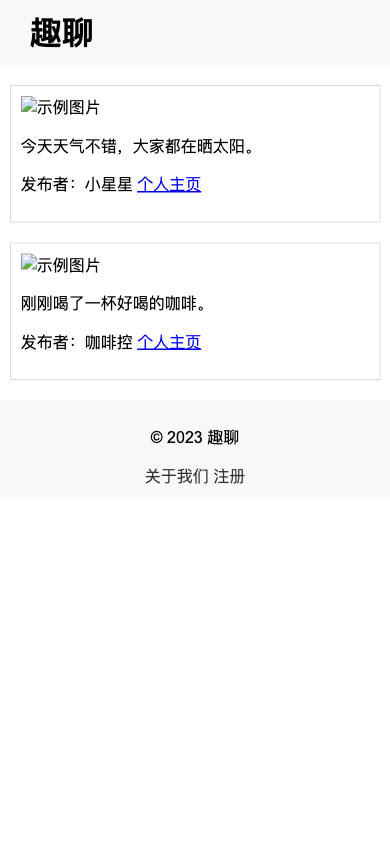 趣聊
示例图片
今天天气不错，大家都在晒太阳。
发布者：小星星 个人主页
示例图片
刚刚喝了一杯好喝的咖啡。
发布者：咖啡控 个人主页
© 2023 趣聊
关于我们 注册